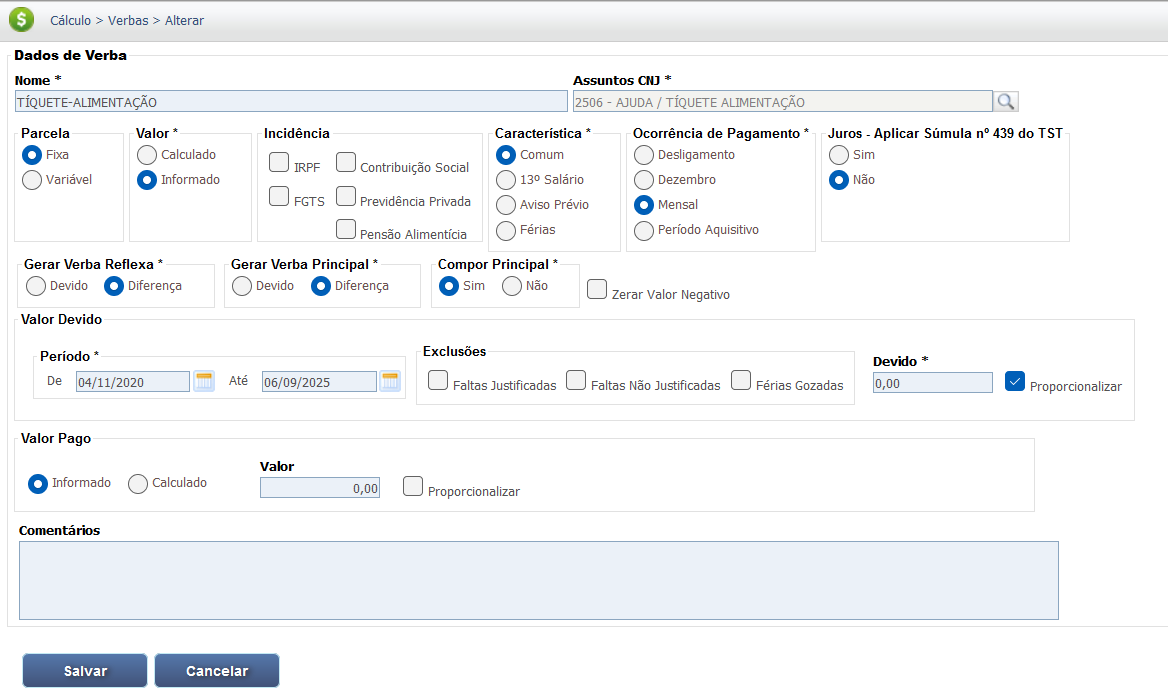 Cálculo > Verbas > Alterar
Dados de Verba
Nome * Assuntos CNJ *
TÍQUETE-ALIMENTAÇÃO 2506 - AJUDA / TÍQUETE ALIMENTAÇÃO
Parcela Valor * Incidência Característica * Ocorrência de Pagamento * Juros - Aplicar Súmula nº 439 do TST
Fixa Calculado IRPF Contribuição Social Comum Desligamento Sim
Variável Informado FGTS Previdência Privada 13º Salário Dezembro Não
Pensão Alimentícia Aviso Prévio Mensal
Férias Período Aquisitivo
Gerar Verba Reflexa * Gerar Verba Principal * Compor Principal *
Devido Diferença Devido Diferença Sim Não Zerar Valor Negativo
Valor Devido
Período * Exclusões Devido *
De 04/11/2020 Até 06/09/2025 Faltas Justificadas Faltas Não Justificadas Férias Gozadas 0,00 Proporcionalizar
Valor Pago
Informado Calculado Valor
0,00 Proporcionalizar
Comentários
Salvar Cancelar